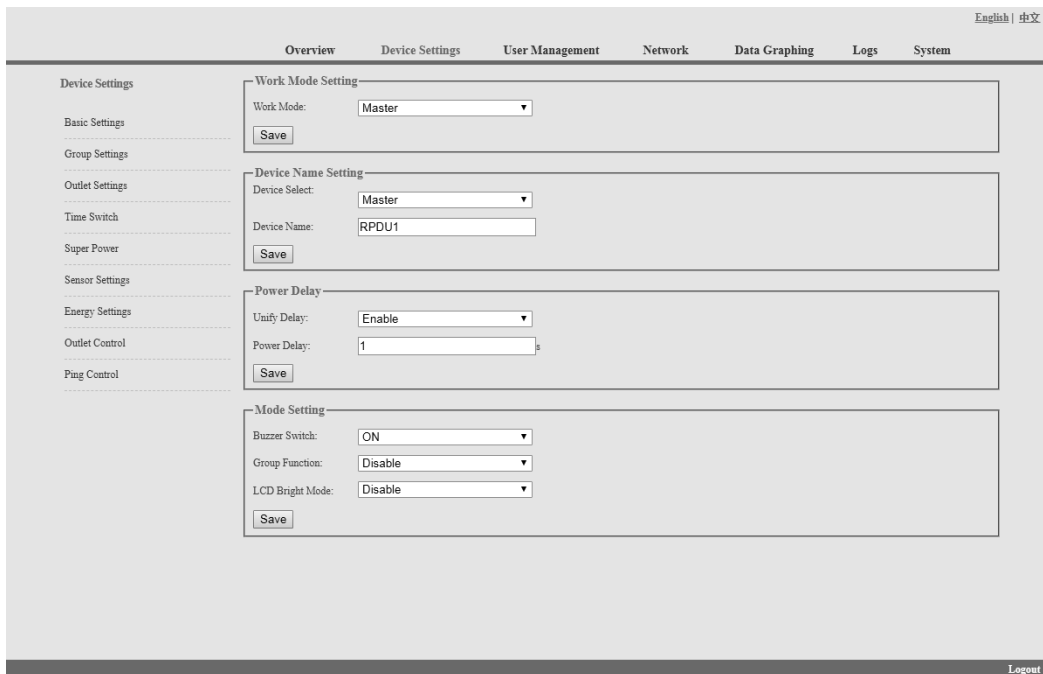 English | 中文
Overview Device Settings User Management Network Data Graphing Logs System
Device Settings
Basic Settings
Group Settings
Outlet Settings
Time Switch
Super Power
Sensor Settings
Energy Settings
Outlet Control
Ping Control
Work Mode Setting
Work Mode: Master
Save
Device Name Setting
Device Select: Master
Device Name: RPDU1
Save
Power Delay
Unify Delay: Enable
Power Delay: 1 s
Save
Mode Setting
Buzzer Switch: ON
Group Function: Disable
LCD Bright Mode: Disable
Save
Logout